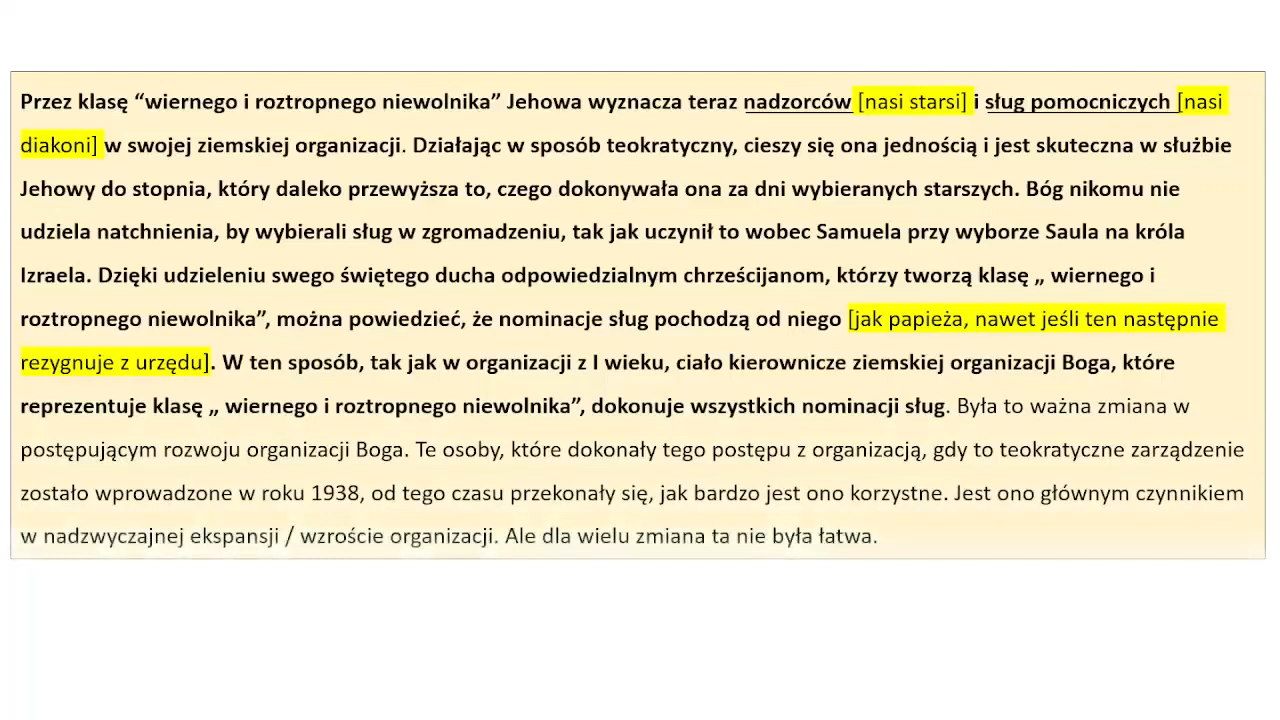 Przez klasę “wiernego i roztropnego niewolnika” Jehowa wyznacza teraz nadzorców [nasi starsi] i sług pomocniczych [nasi
diakoni] w swojej ziemskiej organizacji. Działając w sposób teokratyczny, cieszy się ona jednością i jest skuteczna w służbie
Jehowy do stopnia, który daleko przewyższa to, czego dokonywała ona za dni wybieranych starszych. Bóg nikomu nie
udziela natchnienia, by wybierali sług w zgromadzeniu, tak jak uczynił to wobec Samuela przy wyborze Saula na króla
Izraela. Dzięki udzieleniu swego świętego ducha odpowiedzialnym chrześcijanom, którzy tworzą klasę „ wiernego i
roztropnego niewolnika”, można powiedzieć, że nominacje sług pochodzą od niego [jak papieża, nawet jeśli ten następnie
rezygnuje z urzędu]. W ten sposób, tak jak w organizacji z I wieku, ciało kierownicze ziemskiej organizacji Boga, które
reprezentuje klasę „ wiernego i roztropnego niewolnika”, dokonuje wszystkich nominacji sług. Była to ważna zmiana w
postępującym rozwoju organizacji Boga. Te osoby, które dokonały tego postępu z organizacją, gdy to teokratyczne zarządzenie
zostało wprowadzone w roku 1938, od tego czasu przekonały się, jak bardzo jest ono korzystne. Jest ono głównym czynnikiem
w nadzwyczajnej ekspansji / wzroście organizacji. Ale dla wielu zmiana ta nie była łatwa.